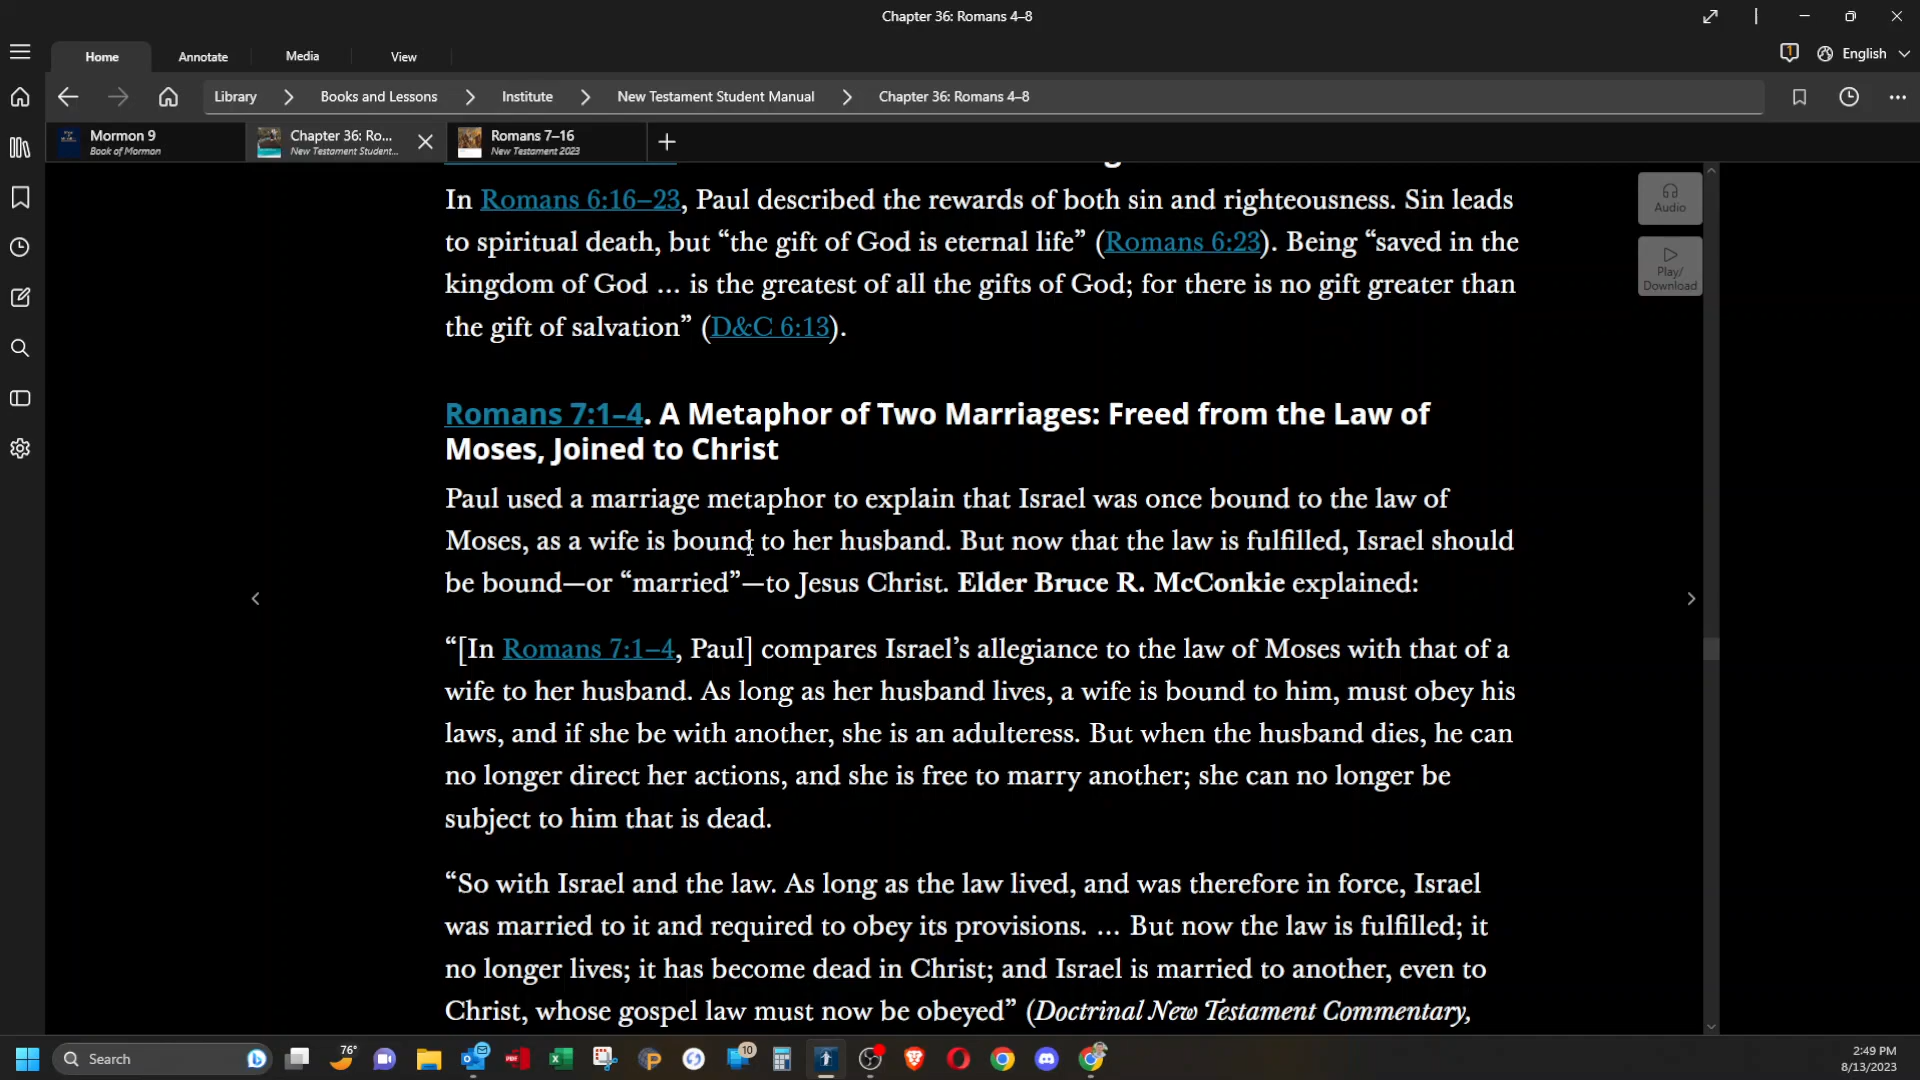 Chapter 36: Romans 4–8
Home
Annotate
Media
View
1
English
Library
Books and Lessons
Institute
New Testament Student Manual
Chapter 36: Romans 4–8
Mormon 9
Book of Mormon
Chapter 36: Ro...
New Testament Student...
Romans 7–16
New Testament 2023
Audio
Play/
Download
In Romans 6:16–23, Paul described the rewards of both sin and righteousness. Sin leads
to spiritual death, but “the gift of God is eternal life” (Romans 6:23). Being “saved in the
kingdom of God … is the greatest of all the gifts of God; for there is no gift greater than
the gift of salvation” (D&C 6:13).
Romans 7:1–4. A Metaphor of Two Marriages: Freed from the Law of
Moses, Joined to Christ
Paul used a marriage metaphor to explain that Israel was once bound to the law of
Moses, as a wife is bound to her husband. But now that the law is fulfilled, Israel should
be bound—or “married”—to Jesus Christ. Elder Bruce R. McConkie explained:
“[In Romans 7:1–4, Paul] compares Israel’s allegiance to the law of Moses with that of a
wife to her husband. As long as her husband lives, a wife is bound to him, must obey his
laws, and if she be with another, she is an adulteress. But when the husband dies, he can
no longer direct her actions, and she is free to marry another; she can no longer be
subject to him that is dead.
“So with Israel and the law. As long as the law lived, and was therefore in force, Israel
was married to it and required to obey its provisions. … But now the law is fulfilled; it
no longer lives; it has become dead in Christ; and Israel is married to another, even to
Christ, whose gospel law must now be obeyed” (Doctrinal New Testament Commentary,
Search
76°
PDF
10
2:49 PM
8/13/2023